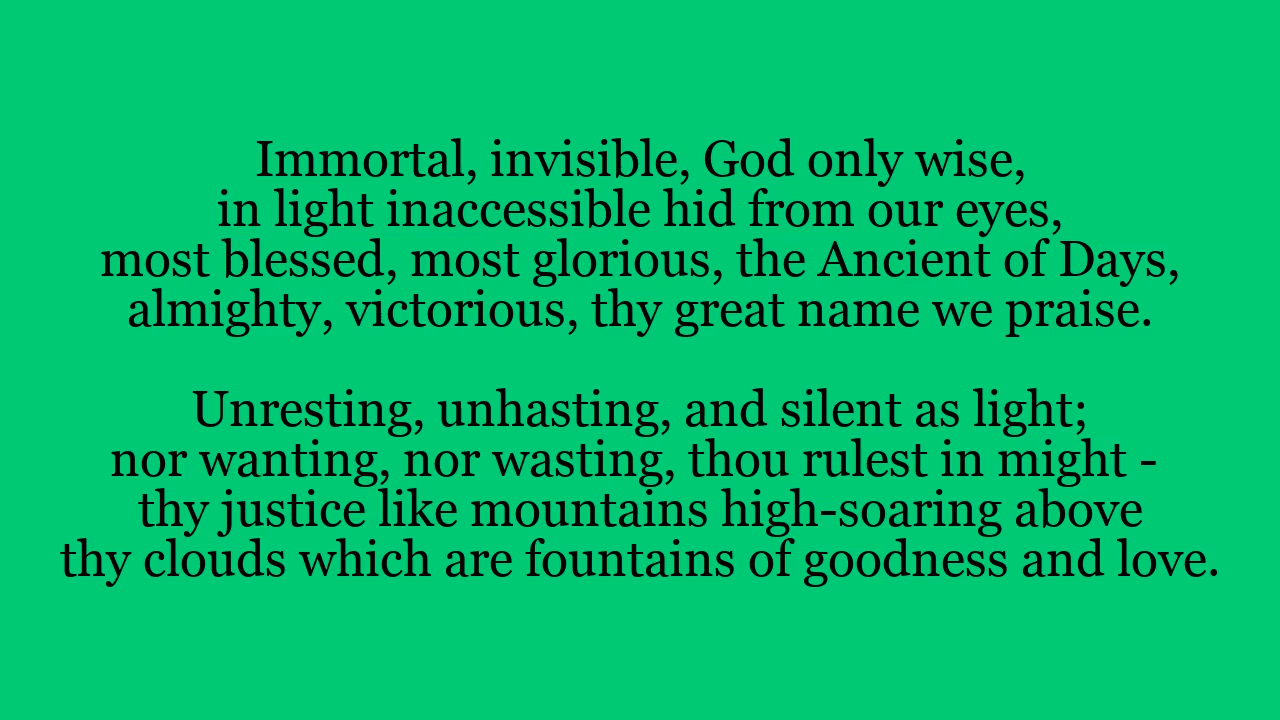 Immortal, invisible, God only wise,
in light inaccessible hid from our eyes,
most blessed, most glorious, the Ancient of Days,
almighty, victorious, thy great name we praise.

Unresting, unhasting, and silent as light;
nor wanting, nor wasting, thou rulest in might -
thy justice like mountains high-soaring above
thy clouds which are fountains of goodness and love.